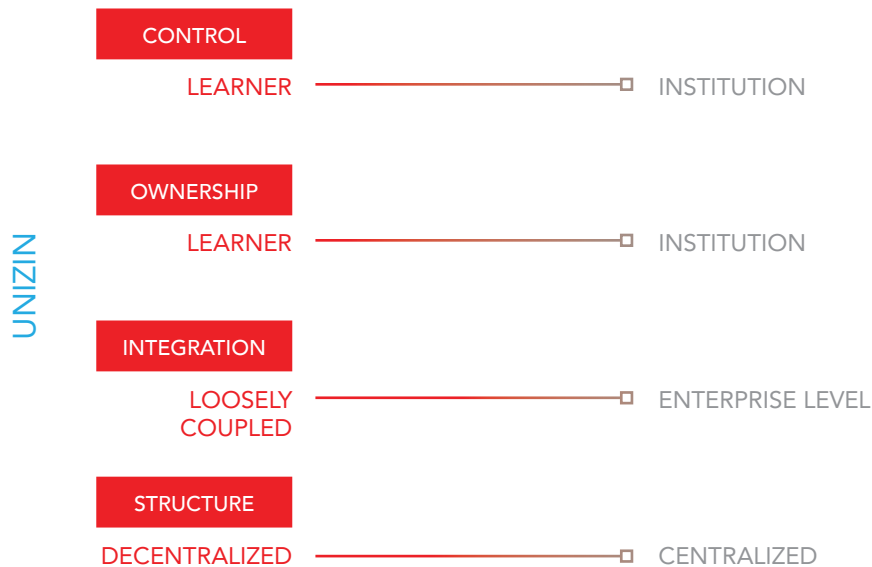 UNIZIN
CONTROL
LEARNER INSTITUTION
OWNERSHIP
LEARNER INSTITUTION
INTEGRATION
LOOSELY ENTERPRISE LEVEL
COUPLED
STRUCTURE
DECENTRALIZED CENTRALIZED